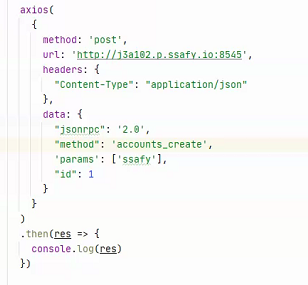 axios(
  {
    method: 'post',
    url: 'http://j3a102.p.ssafy.io:8545',
    headers: {
      "Content-Type": "application/json"
    },
    data: {
      "jsonrpc": '2.0',
      "method": 'accounts_create',
      'params': ['ssafy'],
      "id": 1
    }
  }
)
.then(res => {
  console.log(res)
})